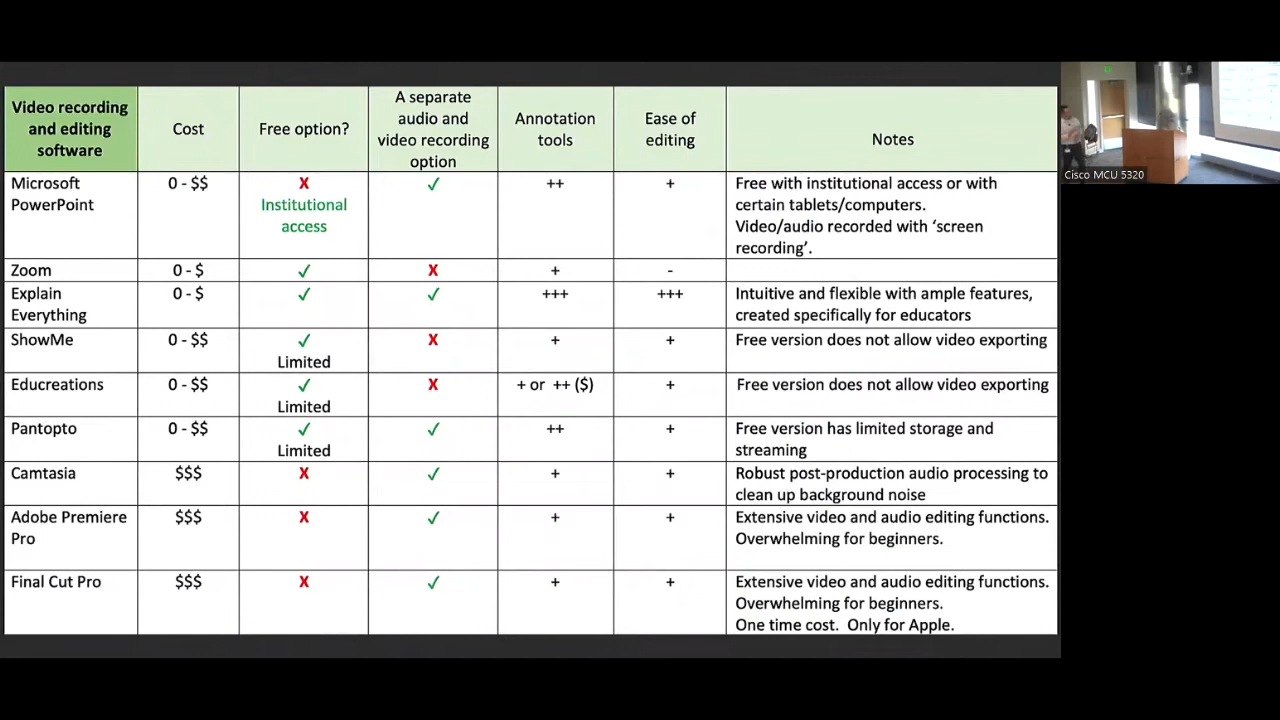 Video recording
and editing
software
Cost
Free option?
A separate
audio and
video recording
option
Annotation
tools
Ease of
editing
Notes
Microsoft
PowerPoint
0 - $$
X
Institutional
access
✓
++
+
Free with institutional access or with
certain tablets/computers.
Video/audio recorded with ‘screen
recording’.
Zoom
0 - $
✓
X
+
-
Explain
Everything
0 - $
✓
✓
+++
+++
Intuitive and flexible with ample features,
created specifically for educators
ShowMe
0 - $$
✓
Limited
X
+
+
Free version does not allow video exporting
Educreations
0 - $$
✓
Limited
X
+ or ++ ($)
+
Free version does not allow video exporting
Pantopto
0 - $$
✓
Limited
✓
++
+
Free version has limited storage and
streaming
Camtasia
$$$
X
✓
+
+
Robust post-production audio processing to
clean up background noise
Adobe Premiere
Pro
$$$
X
✓
+
+
Extensive video and audio editing functions.
Overwhelming for beginners.
Final Cut Pro
$$$
X
✓
+
+
Extensive video and audio editing functions.
Overwhelming for beginners.
One time cost. Only for Apple.
Cisco MCU 5320